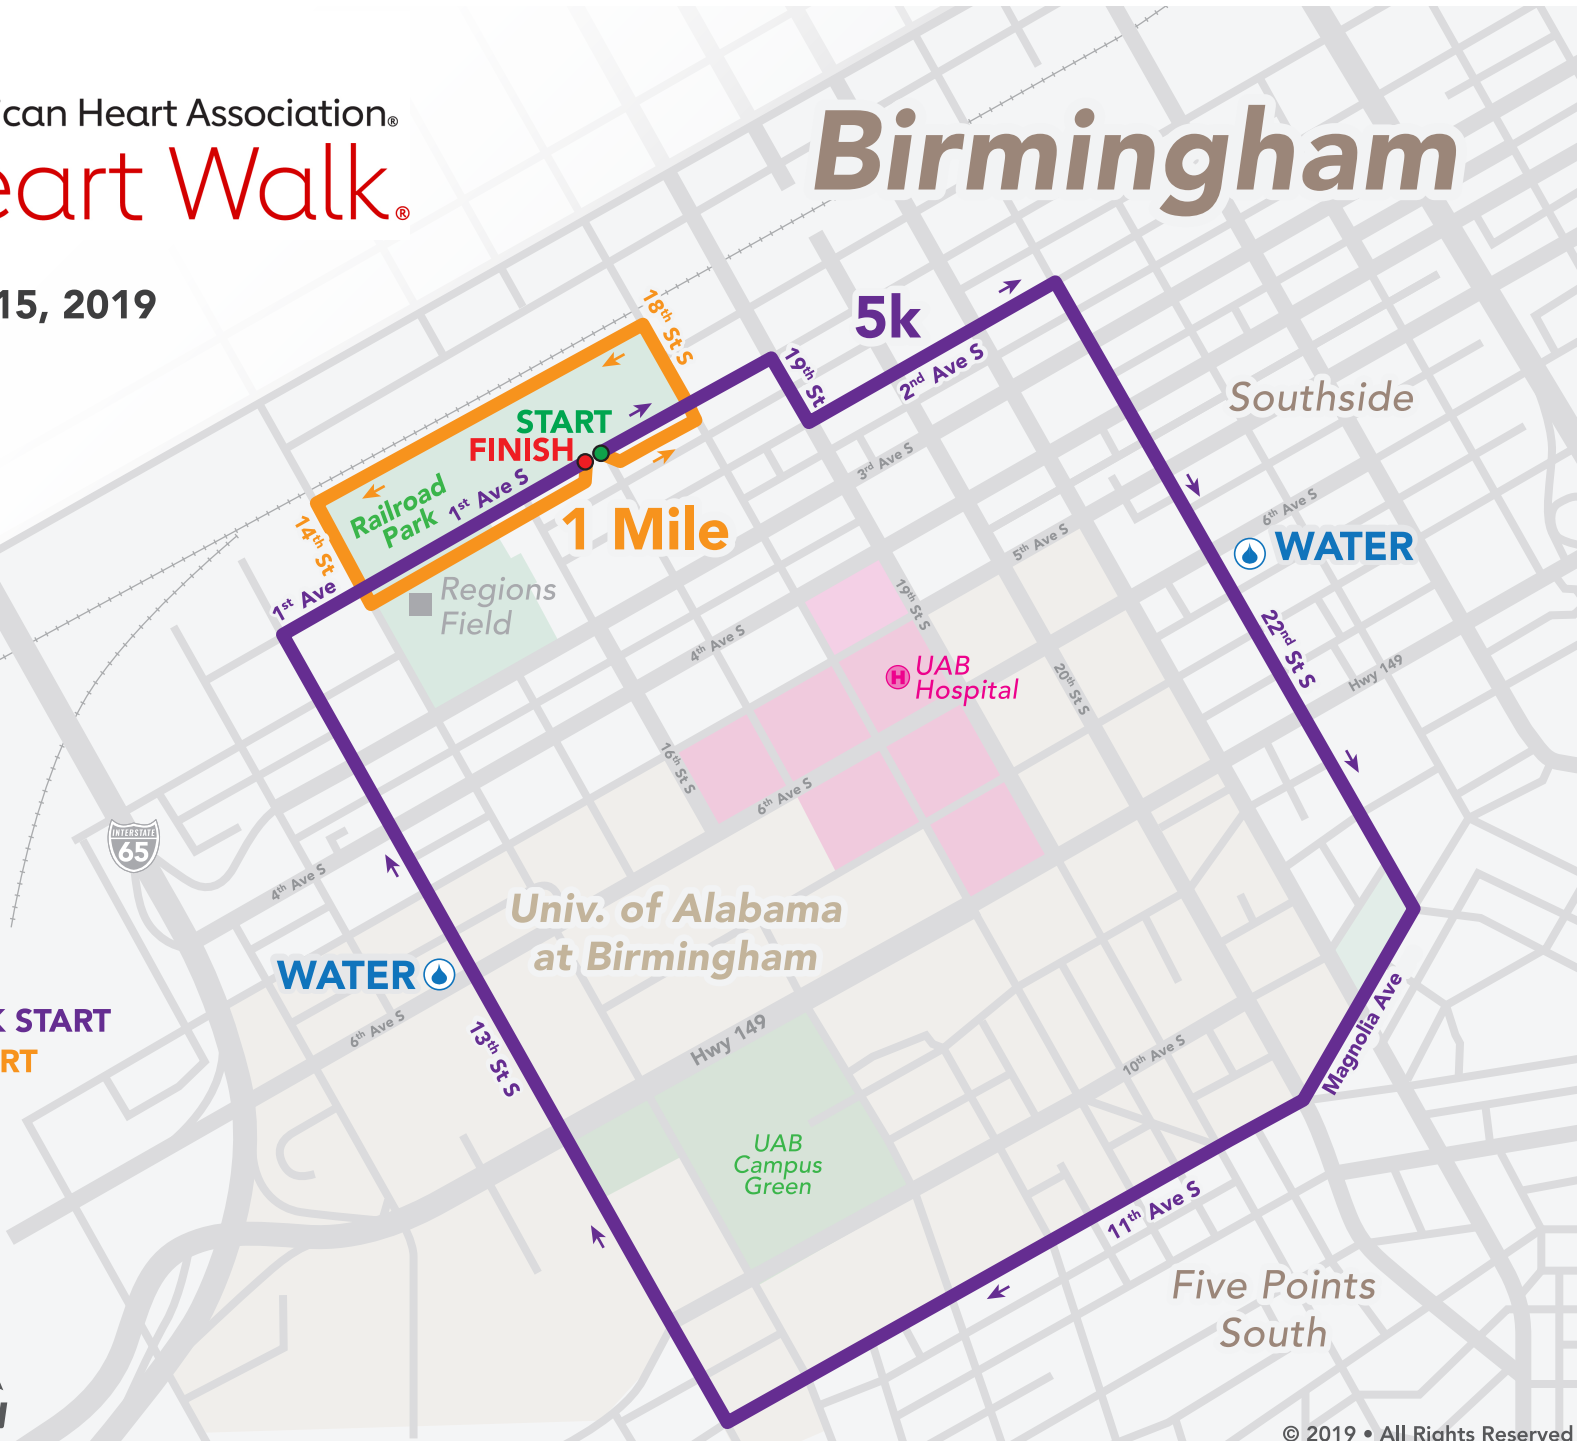 ican Heart Association®
eart Walk®
15, 2019
Birmingham
5k
18th St S
19th St
2nd Ave S
Southside
START
FINISH
1st Ave S
Railroad
Park
14th St
1 Mile
1st Ave
Regions
Field
3rd Ave S
5th Ave S
6th Ave S
WATER
19th St S
4th Ave S
22nd St S
Hwy 149
H UAB
Hospital
20th St S
16th St S
6th Ave S
INTERSTATE
65
4th Ave S
Univ. of Alabama
at Birmingham
WATER
START
RT
6th Ave S
13th St S
Hwy 149
Magnolia Ave
10th Ave S
UAB
Campus
Green
11th Ave S
Five Points
South
© 2019 • All Rights Reserved